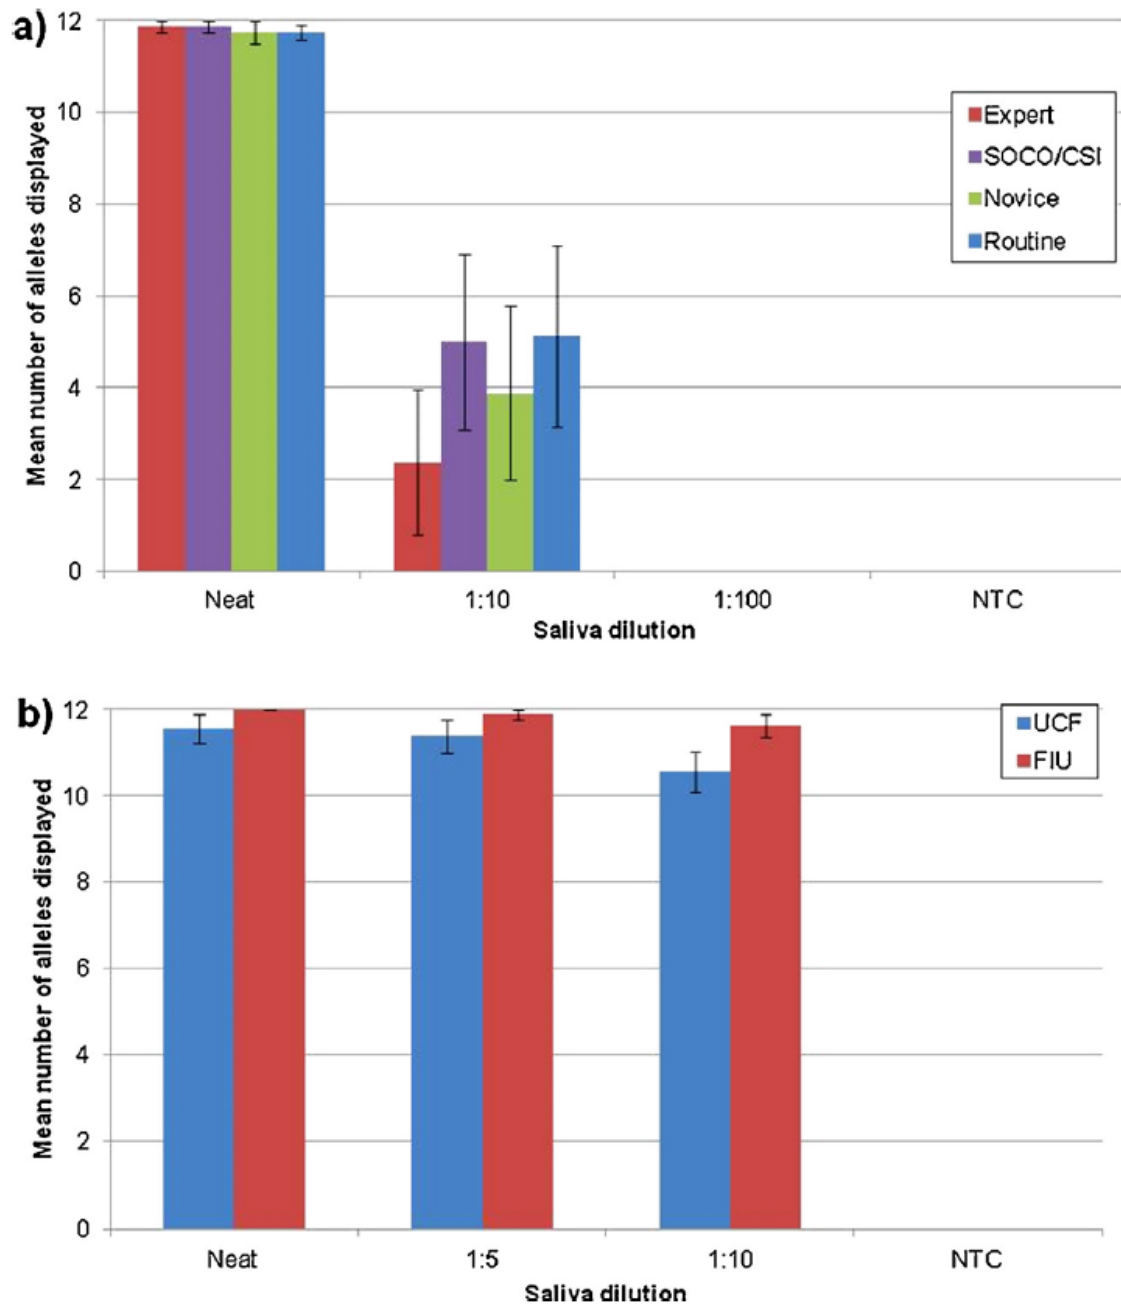 a)
Mean number of alleles displayed
12
10
8
6
4
2
0
Expert
SOCO/CSI
Novice
Routine
Neat 1:10 1:100 NTC
Saliva dilution
b)
Mean number of alleles displayed
12
10
8
6
4
2
0
UCF
FIU
Neat 1:5 1:10 NTC
Saliva dilution